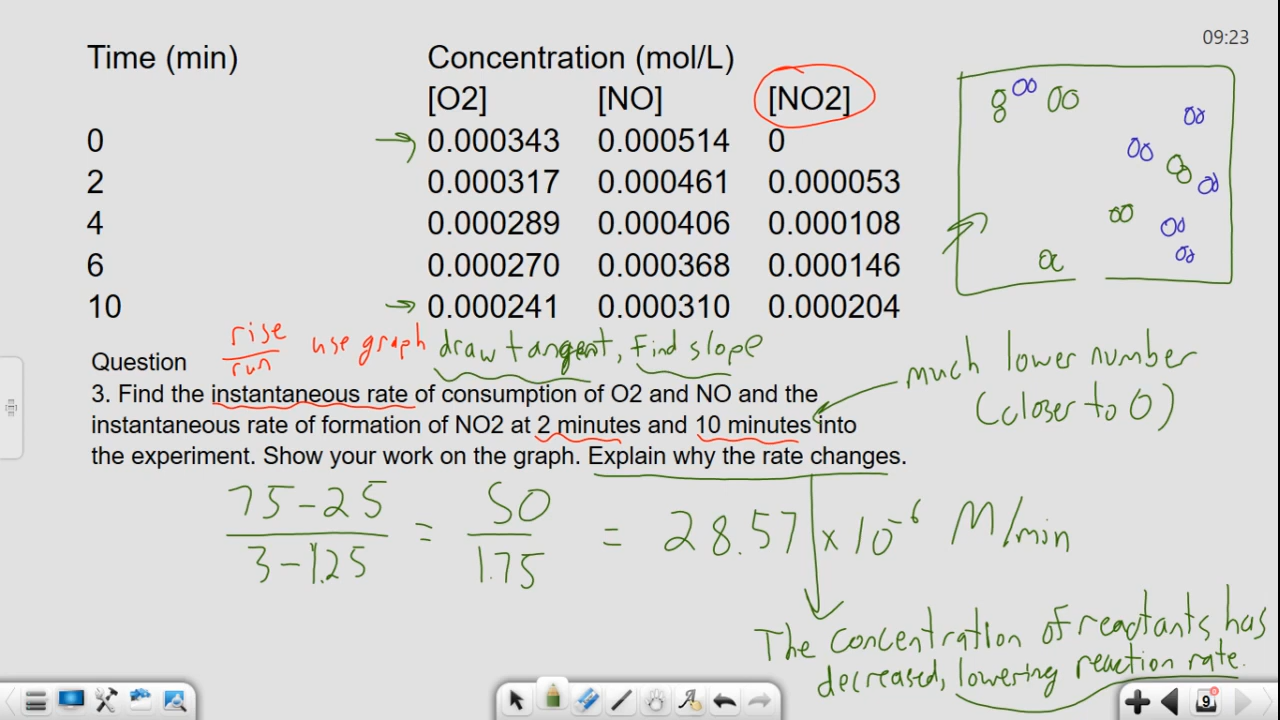 09:23
Time (min) Concentration (mol/L)
[O2] [NO] [NO2]
0 0.000343 0.000514 0
2 0.000317 0.000461 0.000053
4 0.000289 0.000406 0.000108
6 0.000270 0.000368 0.000146
10 0.000241 0.000310 0.000204
rise
run
use graph draw tangent, Find slope
Question
much lower number
(closer to 0)
3. Find the instantaneous rate of consumption of O2 and NO and the
instantaneous rate of formation of NO2 at 2 minutes and 10 minutes into
the experiment. Show your work on the graph. Explain why the rate changes.
75-25 / 3-1.25 = 50 / 1.75 = 28.57 x 10^-6 M/min
The concentration of reactants has
decreased, lowering reaction rate.
9